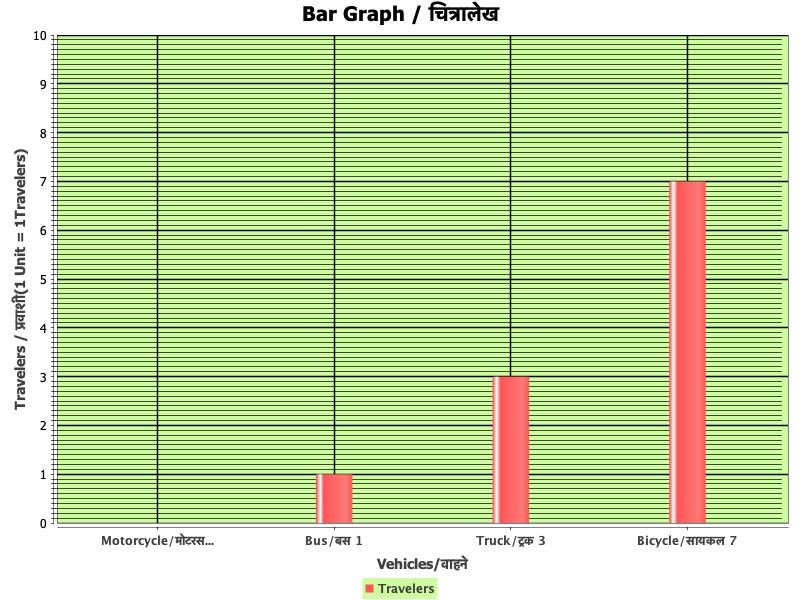 Bar Graph / चित्रालेख
10
9
8
7
6
5
4
3
2
1
0
Travelers / प्रवाशी(1 Unit = 1Travelers)
Motorcycle/मोटरस... Bus/बस 1 Truck/ट्रक 3 Bicycle/सायकल 7
Vehicles/वाहने
Travelers